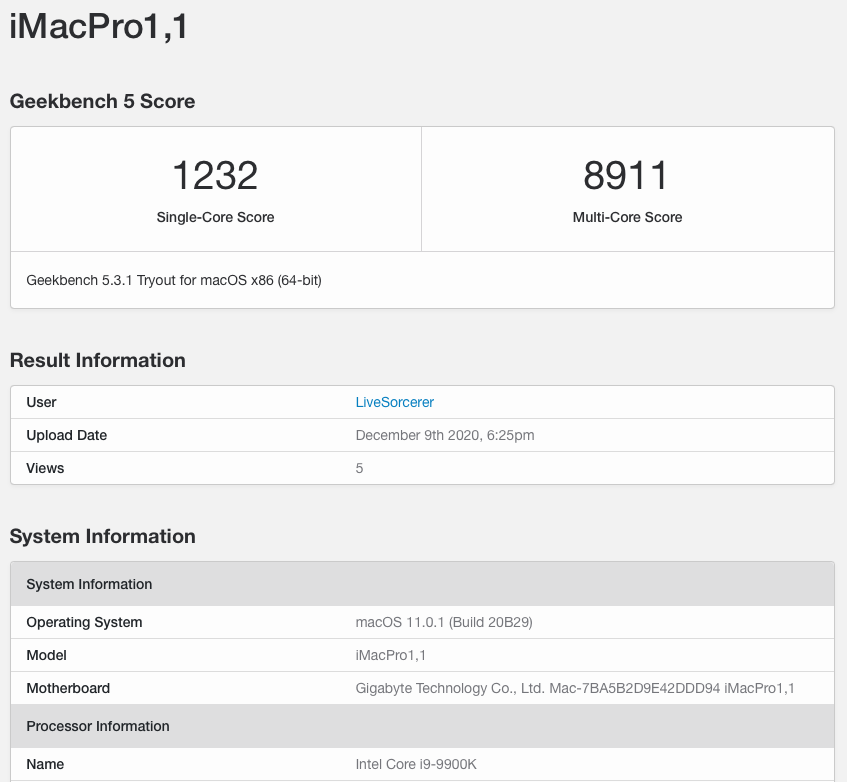 iMacPro1,1
Geekbench 5 Score
1232
Single-Core Score
8911
Multi-Core Score
Geekbench 5.3.1 Tryout for macOS x86 (64-bit)
Result Information
User LiveSorcerer
Upload Date December 9th 2020, 6:25pm
Views 5
System Information
System Information
Operating System macOS 11.0.1 (Build 20B29)
Model iMacPro1,1
Motherboard Gigabyte Technology Co., Ltd. Mac-7BA5B2D9E42DDD94 iMacPro1,1
Processor Information
Name Intel Core i9-9900K